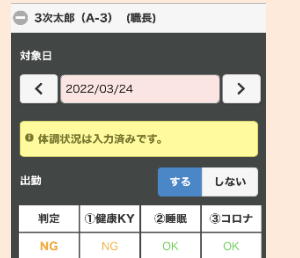 3次太郎（A-3） (職長)
対象日
2022/03/24
体調状況は入力済みです。
出勤 する しない
判定 ①健康KY ②睡眠 ③コロナ
NG NG OK OK